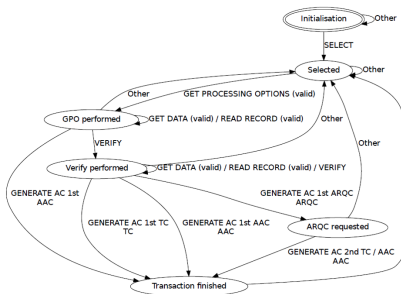 Initialisation
Other
SELECT
Selected
Other
Other
GET PROCESSING OPTIONS (valid)
GPO performed
GET DATA (valid) / READ RECORD (valid)
Other
VERIFY
Other
Verify performed
GET DATA (valid) / READ RECORD (valid) / VERIFY
GENERATE AC 1st
AAC
GENERATE AC 1st ARQC
ARQC
GENERATE AC 1st TC
TC
GENERATE AC 1st AAC
AAC
ARQC requested
GENERATE AC 2nd TC / AAC
AAC
Transaction finished